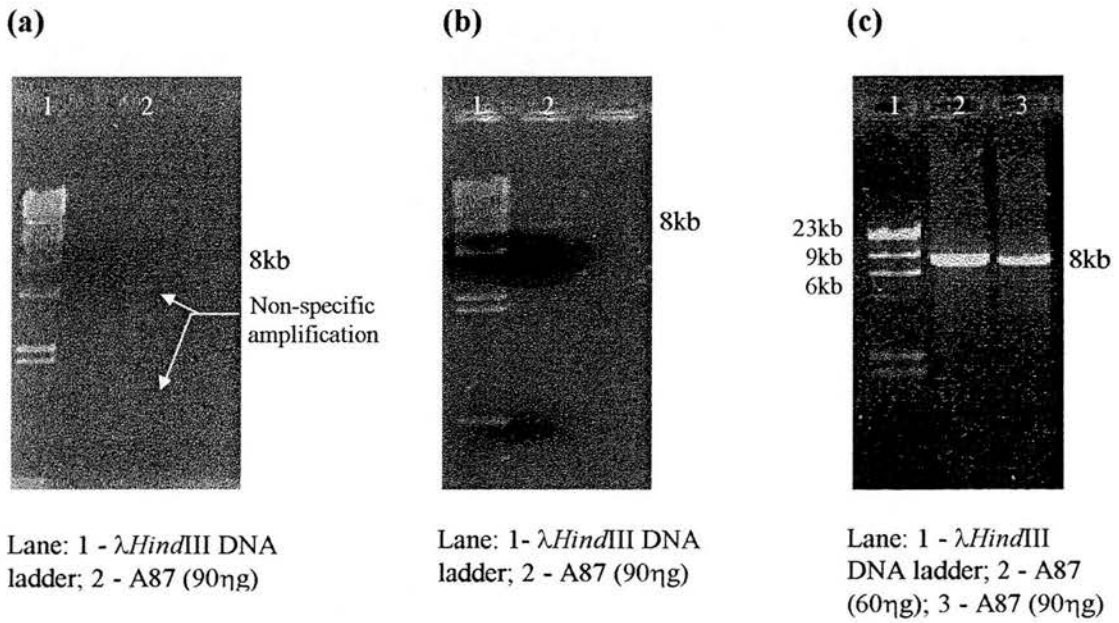 (a)
(b)
(c)
1 2
1 2
1 2 3
8kb
Non-specific
amplification
8kb
23kb
9kb
6kb
8kb
Lane: 1 - λHindIII DNA
ladder; 2 - A87 (90ηg)
Lane: 1- λHindIII DNA
ladder; 2 - A87 (90ηg)
Lane: 1 - λHindIII
DNA ladder; 2 - A87
(60ηg); 3 - A87 (90ηg)